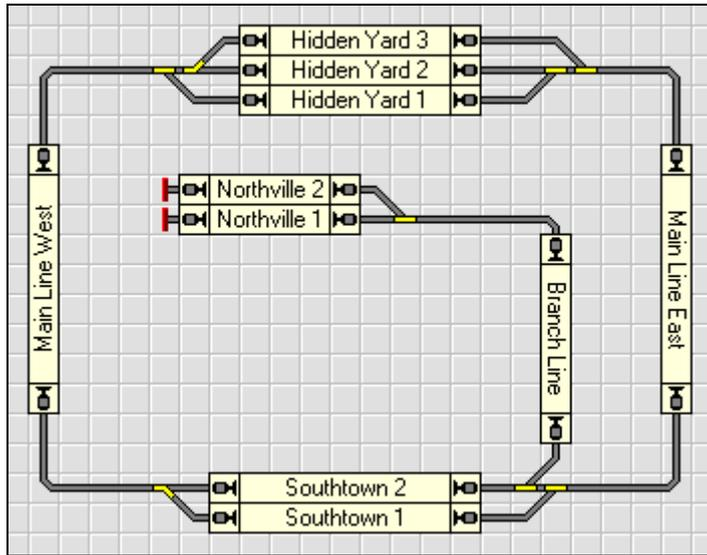 Hidden Yard 3
Hidden Yard 2
Hidden Yard 1
Northville 2
Northville 1
Main Line West
Branch Line
Main Line East
Southtown 2
Southtown 1